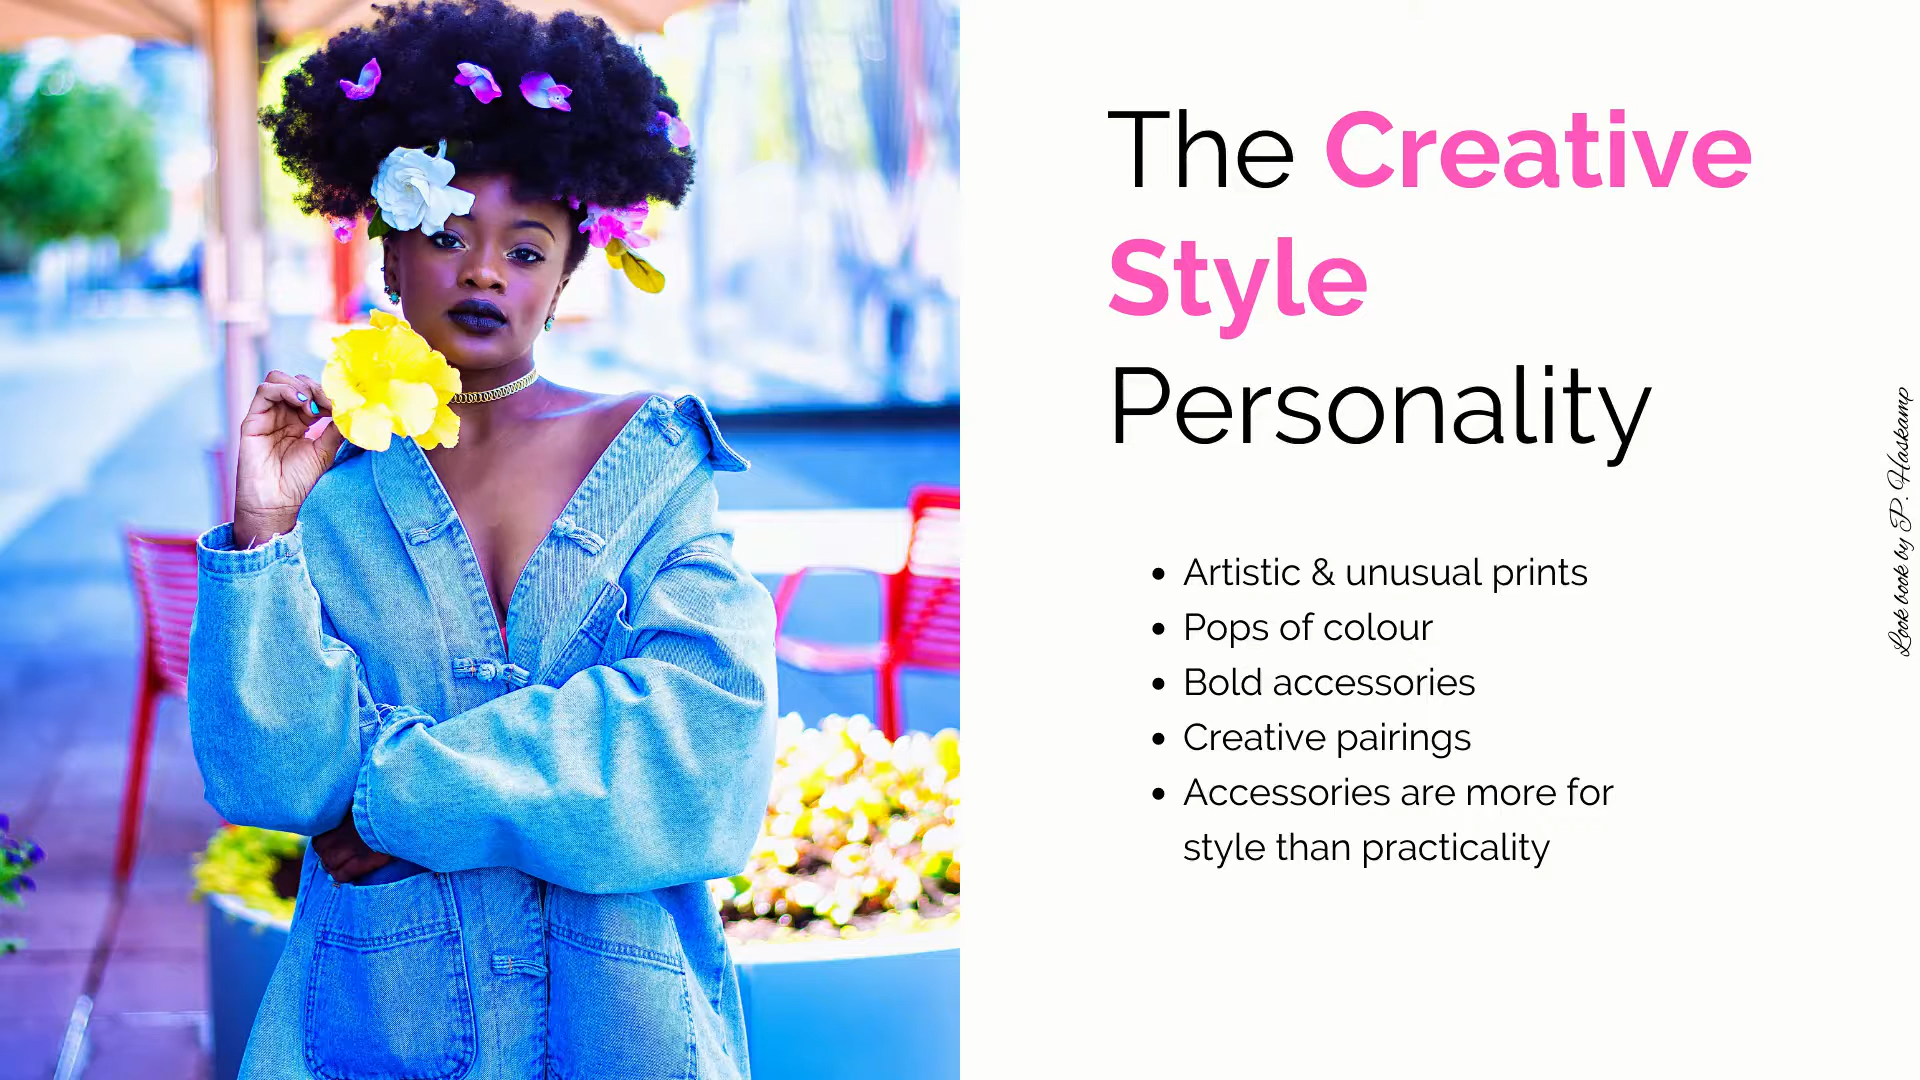 The Creative
Style
Personality
• Artistic & unusual prints
• Pops of colour
• Bold accessories
• Creative pairings
• Accessories are more for
style than practicality
Look book by P. Haskamp